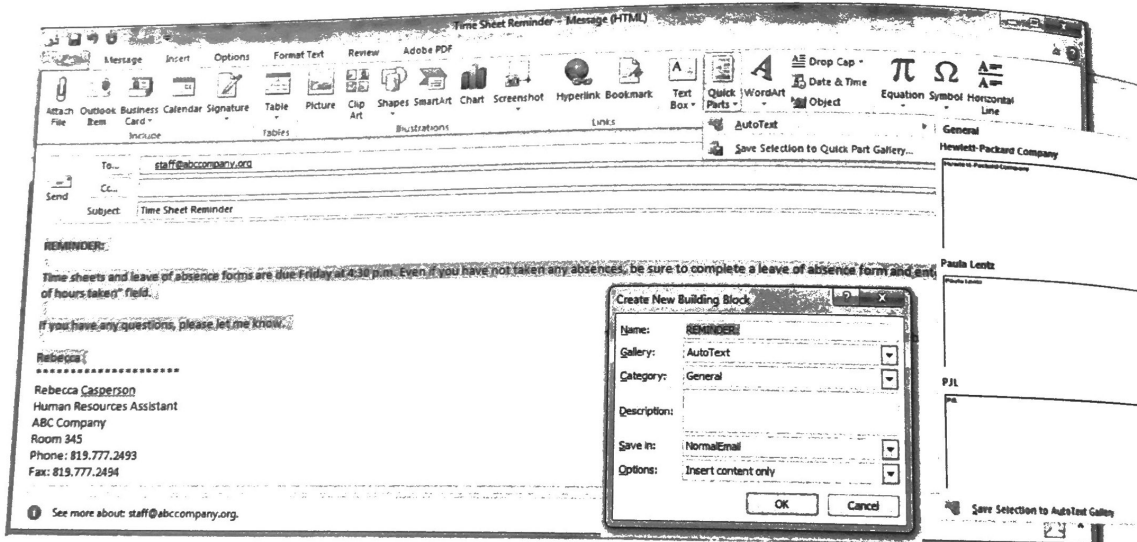 Time Sheet Reminder - Message (HTML)
Message Insert Options Format Text Review Adobe PDF
Attach File
Outlook Item
Business Card
Calendar
Signature
Table
Picture
Clip Art
Shapes
SmartArt
Chart
Screenshot
Hyperlink
Bookmark
Text Box
Quick Parts
WordArt
Drop Cap
Date & Time
Object
Equation
Symbol
Horizontal Line
Include Tables Illustrations Links
AutoText
Save Selection to Quick Part Gallery...
General
Hewlett-Packard Company
Hewlett-Packard Company
Paula Lentz
Paula Lentz
PJL
PJL
Save Selection to AutoText Gallery
Send
To... staff@abccompany.org
Cc...
Subject: Time Sheet Reminder
REMINDER:
Time sheets and leave of absence forms are due Friday at 4:30 p.m. Even if you have not taken any absences, be sure to complete a leave of absence form and ent
of hours taken" field.
If you have any questions, please let me know.
Rebecca
**********************
Rebecca Casperson
Human Resources Assistant
ABC Company
Room 345
Phone: 819.777.2493
Fax: 819.777.2494
See more about: staff@abccompany.org.
Create New Building Block
Name: REMINDER:
Gallery: AutoText
Category: General
Description:
Save in: NormalEmail
Options: Insert content only
OK Cancel